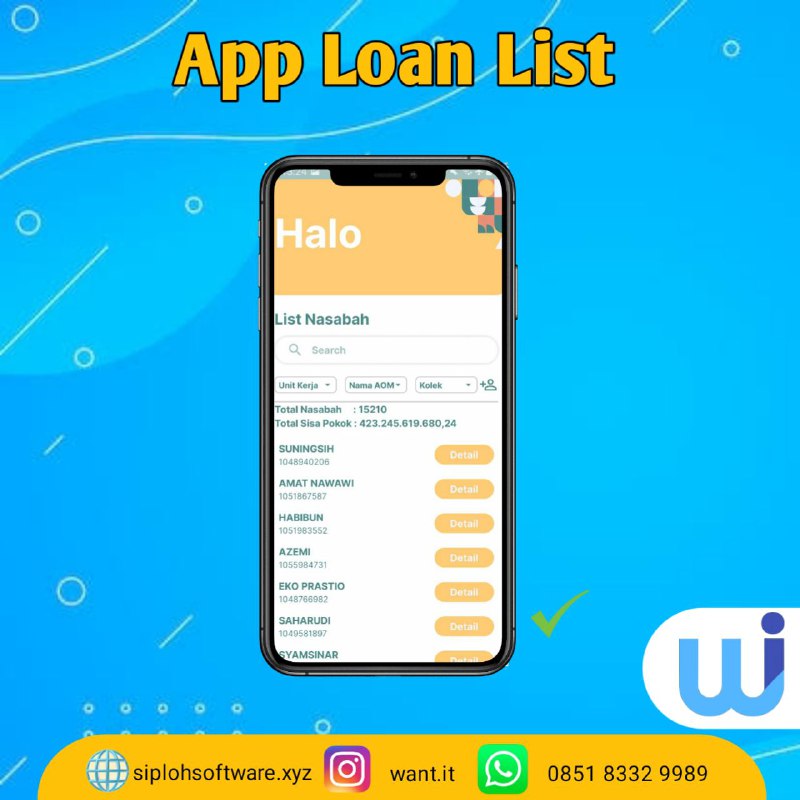 App Loan List
Halo
List Nasabah
Search
Unit Kerja Nama AOM Kolek
Total Nasabah : 15210
Total Sisa Pokok : 423.245.619.680,24
SUNINGSIH
1048940206
Detail
AMAT NAWAWI
1051867587
Detail
HABIBUN
1051983552
Detail
AZEMI
1055984731
Detail
EKO PRASTIO
1048766982
Detail
SAHARUDI
1049581897
Detail
SYAMSINAR
Detail
wi
siplohsoftware.xyz want.it 0851 8332 9989